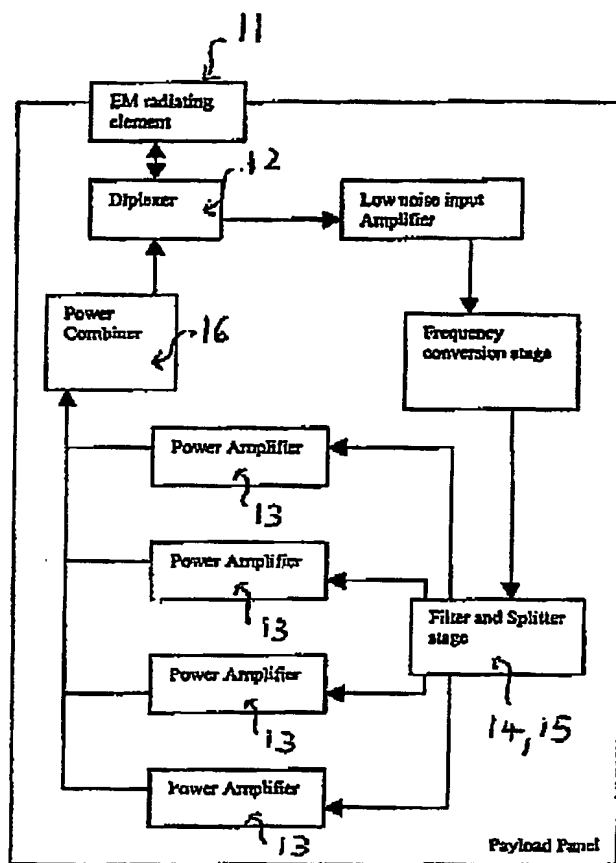 11
EM radiating
element
Diplexer
12
Low noise input
Amplifier
Power
Combiner
16
Frequency
conversion stage
Power Amplifier
13
Power Amplifier
13
Filter and Splitter
stage
Power Amplifier
13
14, 15
Power Amplifier
13
Payload Panel